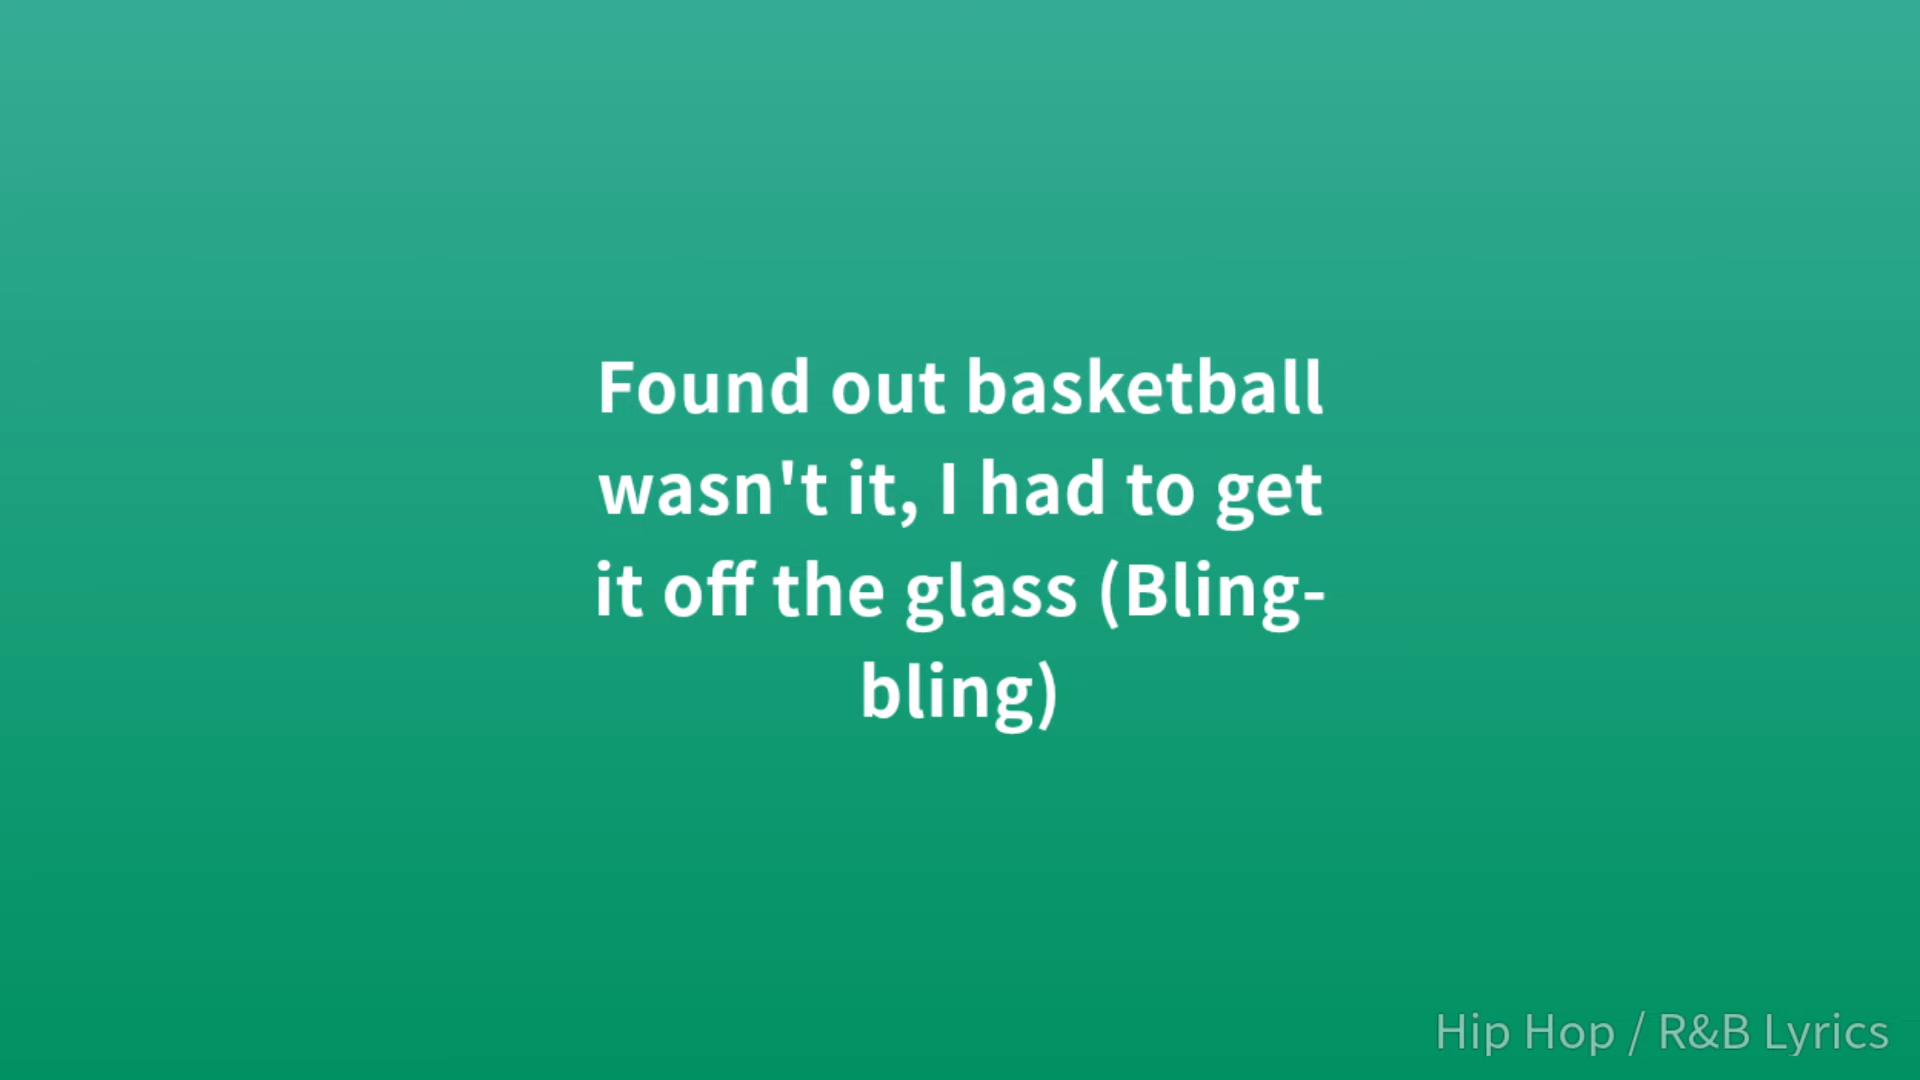 Found out basketball
wasn't it, I had to get
it off the glass (Bling-
bling)
Hip Hop / R&B Lyrics